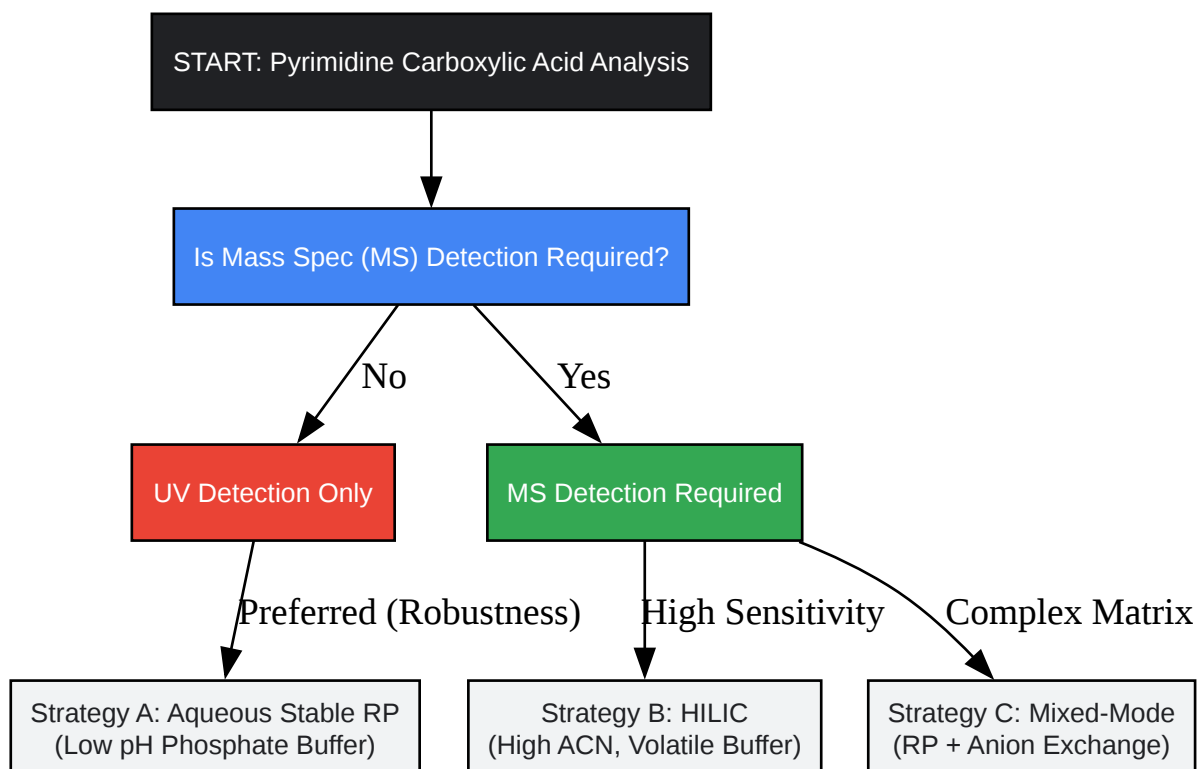 START: Pyrimidine Carboxylic Acid Analysis
Is Mass Spec (MS) Detection Required?
No
Yes
UV Detection Only
MS Detection Required
Preferred (Robustness)
High Sensitivity
Complex Matrix
Strategy A: Aqueous Stable RP
(Low pH Phosphate Buffer)
Strategy B: HILIC
(High ACN, Volatile Buffer)
Strategy C: Mixed-Mode
(RP + Anion Exchange)